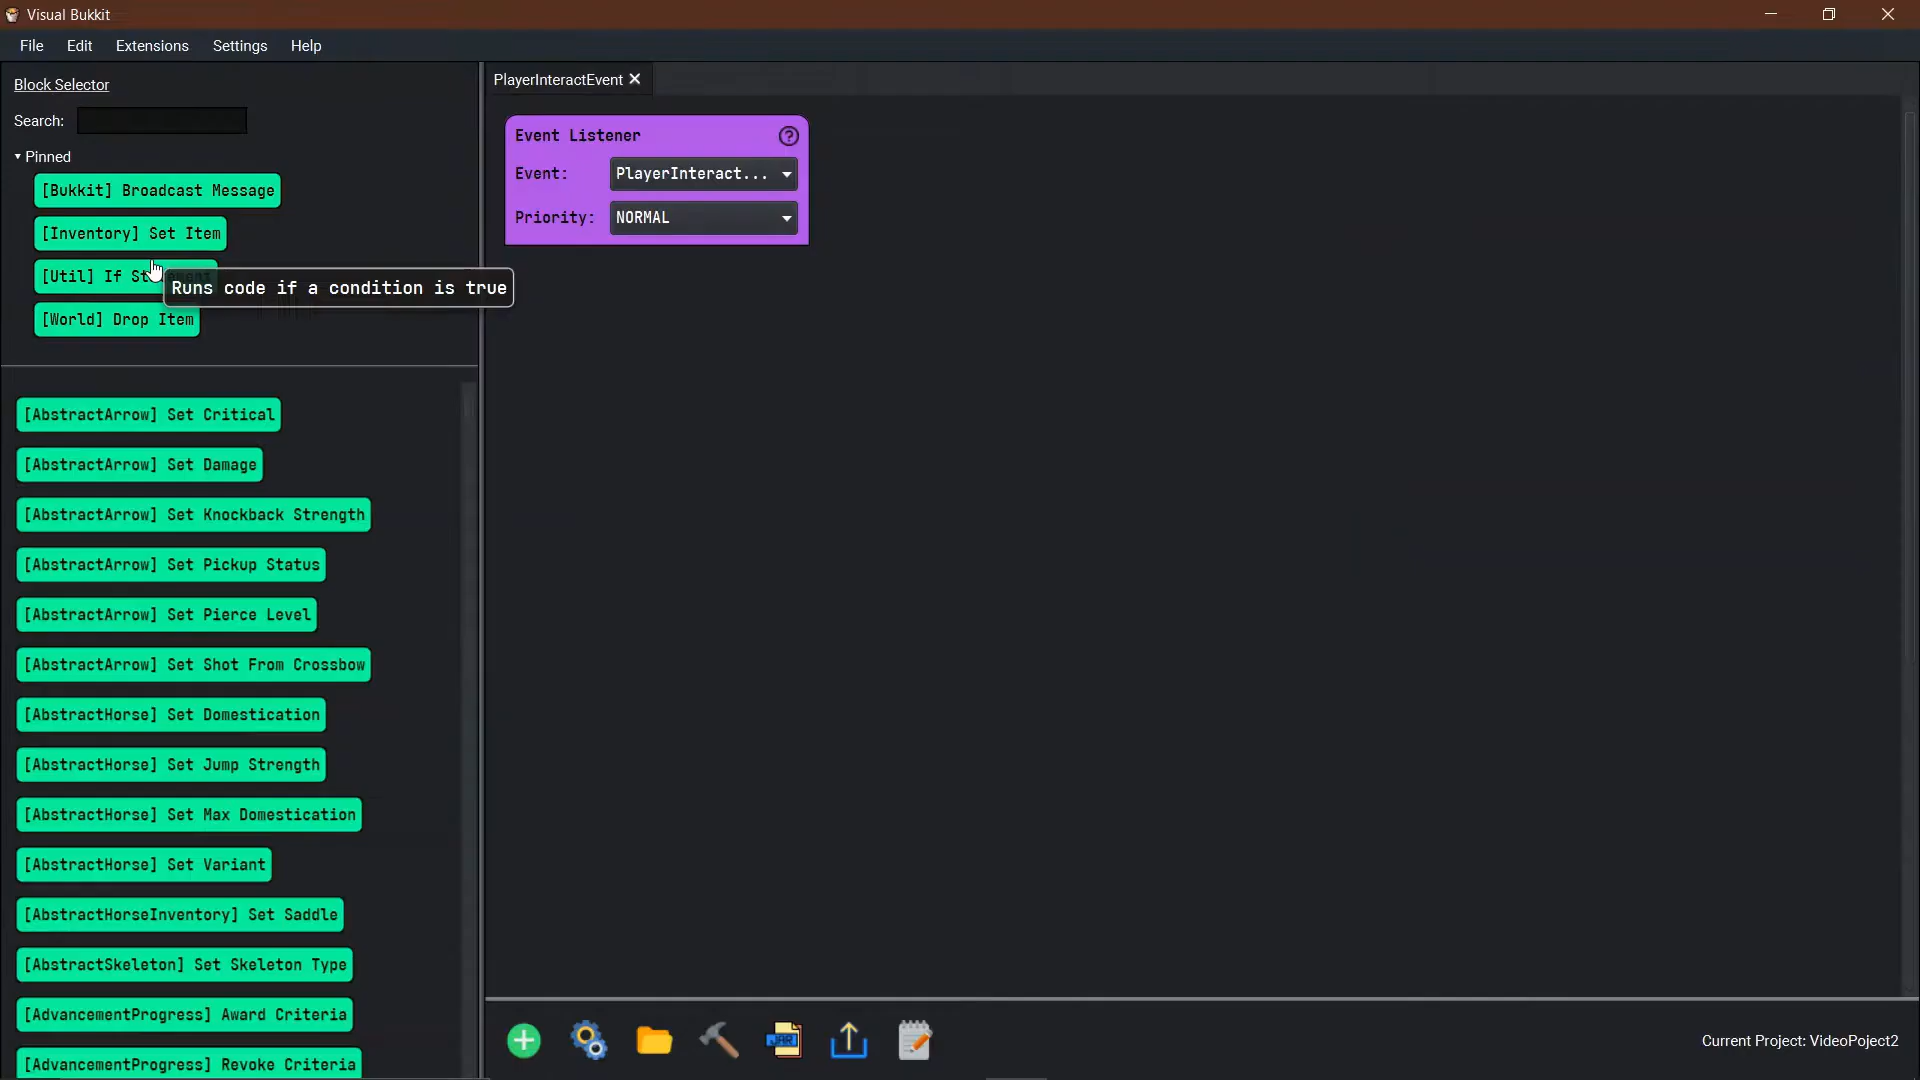 Visual Bukkit
File Edit Extensions Settings Help
Block Selector
Search:
Pinned
[Bukkit] Broadcast Message
[Inventory] Set Item
[Util] If St
Runs code if a condition is true
[World] Drop Item
[AbstractArrow] Set Critical
[AbstractArrow] Set Damage
[AbstractArrow] Set Knockback Strength
[AbstractArrow] Set Pickup Status
[AbstractArrow] Set Pierce Level
[AbstractArrow] Set Shot From Crossbow
[AbstractHorse] Set Domestication
[AbstractHorse] Set Jump Strength
[AbstractHorse] Set Max Domestication
[AbstractHorse] Set Variant
[AbstractHorseInventory] Set Saddle
[AbstractSkeleton] Set Skeleton Type
[AdvancementProgress] Award Criteria
[AdvancementProgress] Revoke Criteria
PlayerInteractEvent
Event Listener
Event: PlayerInteract...
Priority: NORMAL
JAR
Current Project: VideoPoject2